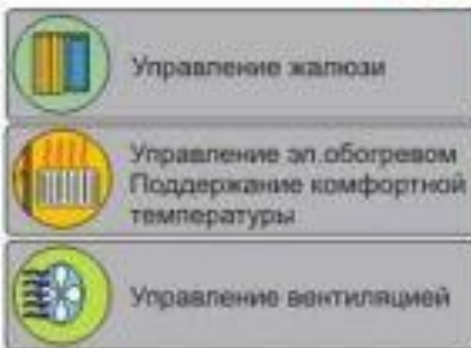 Управление жалюзи
Управление эл.обогревом
Поддержание комфортной
температуры
Управление вентиляцией